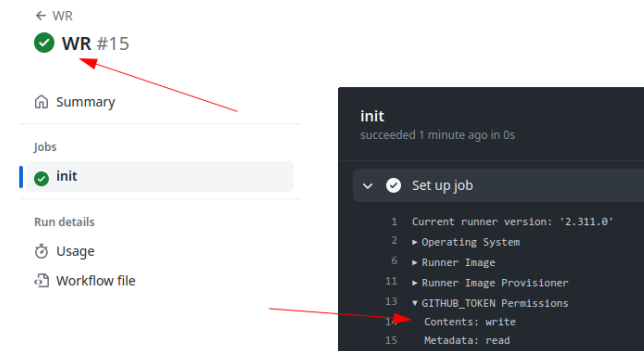 ← WR
WR #15
Summary
Jobs
init
Run details
Usage
Workflow file
init
succeeded 1 minute ago in 0s
Set up job
1 Current runner version: '2.311.0'
2 ▸ Operating System
6 ▸ Runner Image
11 ▸ Runner Image Provisioner
13 ▾ GITHUB_TOKEN Permissions
14 Contents: write
15 Metadata: read